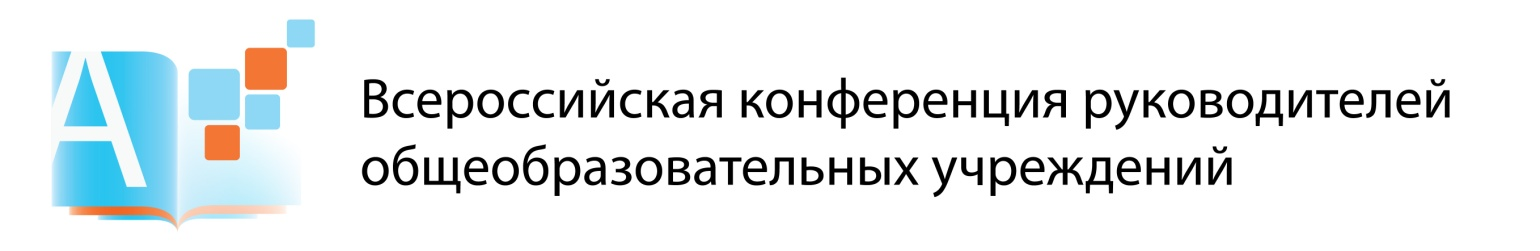 А
Всероссийская конференция руководителей
общеобразовательных учреждений